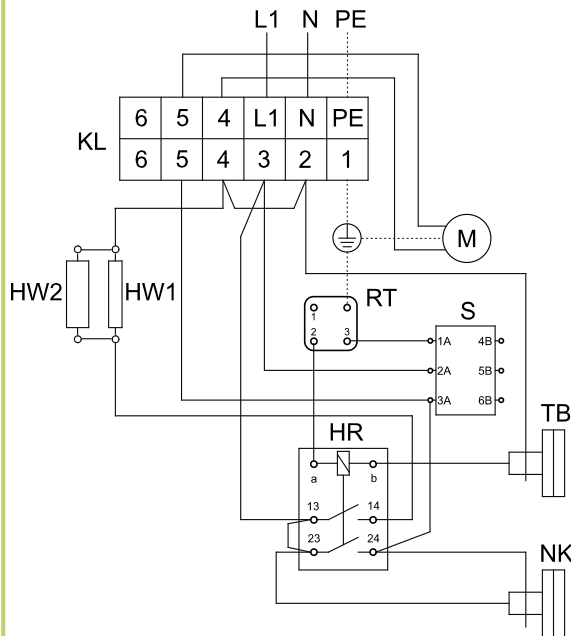 L1 N PE
6 5 4 L1 N PE
KL
6 5 4 3 2 1
M
HW2 HW1
RT
1
2 3
S
1A 4B
2A 5B
3A 6B
TB
HR
a b
13 14
23 24
NK